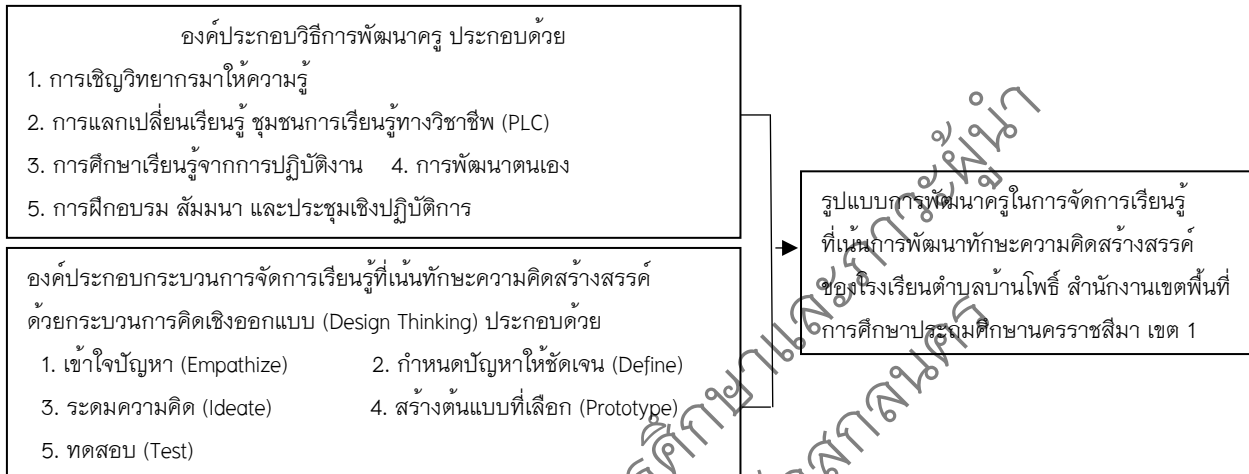 องค์ประกอบวิธีการพัฒนาครู ประกอบด้วย
1. การเชิญวิทยากรมาให้ความรู้
2. การแลกเปลี่ยนเรียนรู้ ชุมชนการเรียนรู้ทางวิชาชีพ (PLC)
3. การศึกษาเรียนรู้จากการปฏิบัติงาน 4. การพัฒนาตนเอง
5. การฝึกอบรม สัมมนา และประชุมเชิงปฏิบัติการ
องค์ประกอบกระบวนการจัดการเรียนรู้ที่เน้นทักษะความคิดสร้างสรรค์
ด้วยกระบวนการคิดเชิงออกแบบ (Design Thinking) ประกอบด้วย
1. เข้าใจปัญหา (Empathize) 2. กำหนดปัญหาให้ชัดเจน (Define)
3. ระดมความคิด (Ideate) 4. สร้างต้นแบบที่เลือก (Prototype)
5. ทดสอบ (Test)
รูปแบบการพัฒนาครูในการจัดการเรียนรู้
ที่เน้นการพัฒนาทักษะความคิดสร้างสรรค์
ของโรงเรียนตำบลบ้านโพธิ์ สำนักงานเขตพื้นที่
การศึกษาประถมศึกษานครราชสีมา เขต 1
ศึกษาและภาวะผู้นำ
สกลนคร